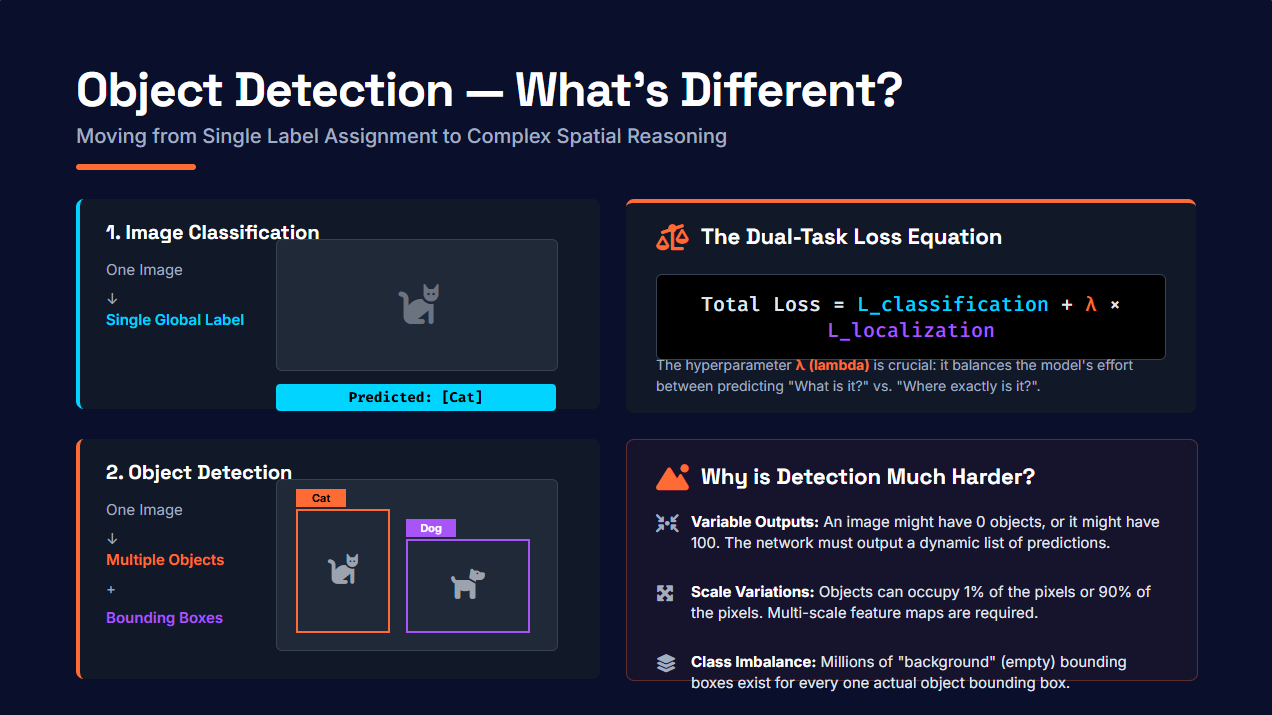 Object Detection — What's Different?
Moving from Single Label Assignment to Complex Spatial Reasoning
1. Image Classification
One Image
↓
Single Global Label
Predicted: [Cat]
The Dual-Task Loss Equation
Total Loss = L_classification + λ ×
L_localization
The hyperparameter λ (lambda) is crucial: it balances the model's effort
between predicting "What is it?" vs. "Where exactly is it?".
2. Object Detection
One Image
↓
Multiple Objects
+
Bounding Boxes
Cat
Dog
Why is Detection Much Harder?
Variable Outputs: An image might have 0 objects, or it might have
100. The network must output a dynamic list of predictions.
Scale Variations: Objects can occupy 1% of the pixels or 90% of
the pixels. Multi-scale feature maps are required.
Class Imbalance: Millions of "background" (empty) bounding
boxes exist for every one actual object bounding box.